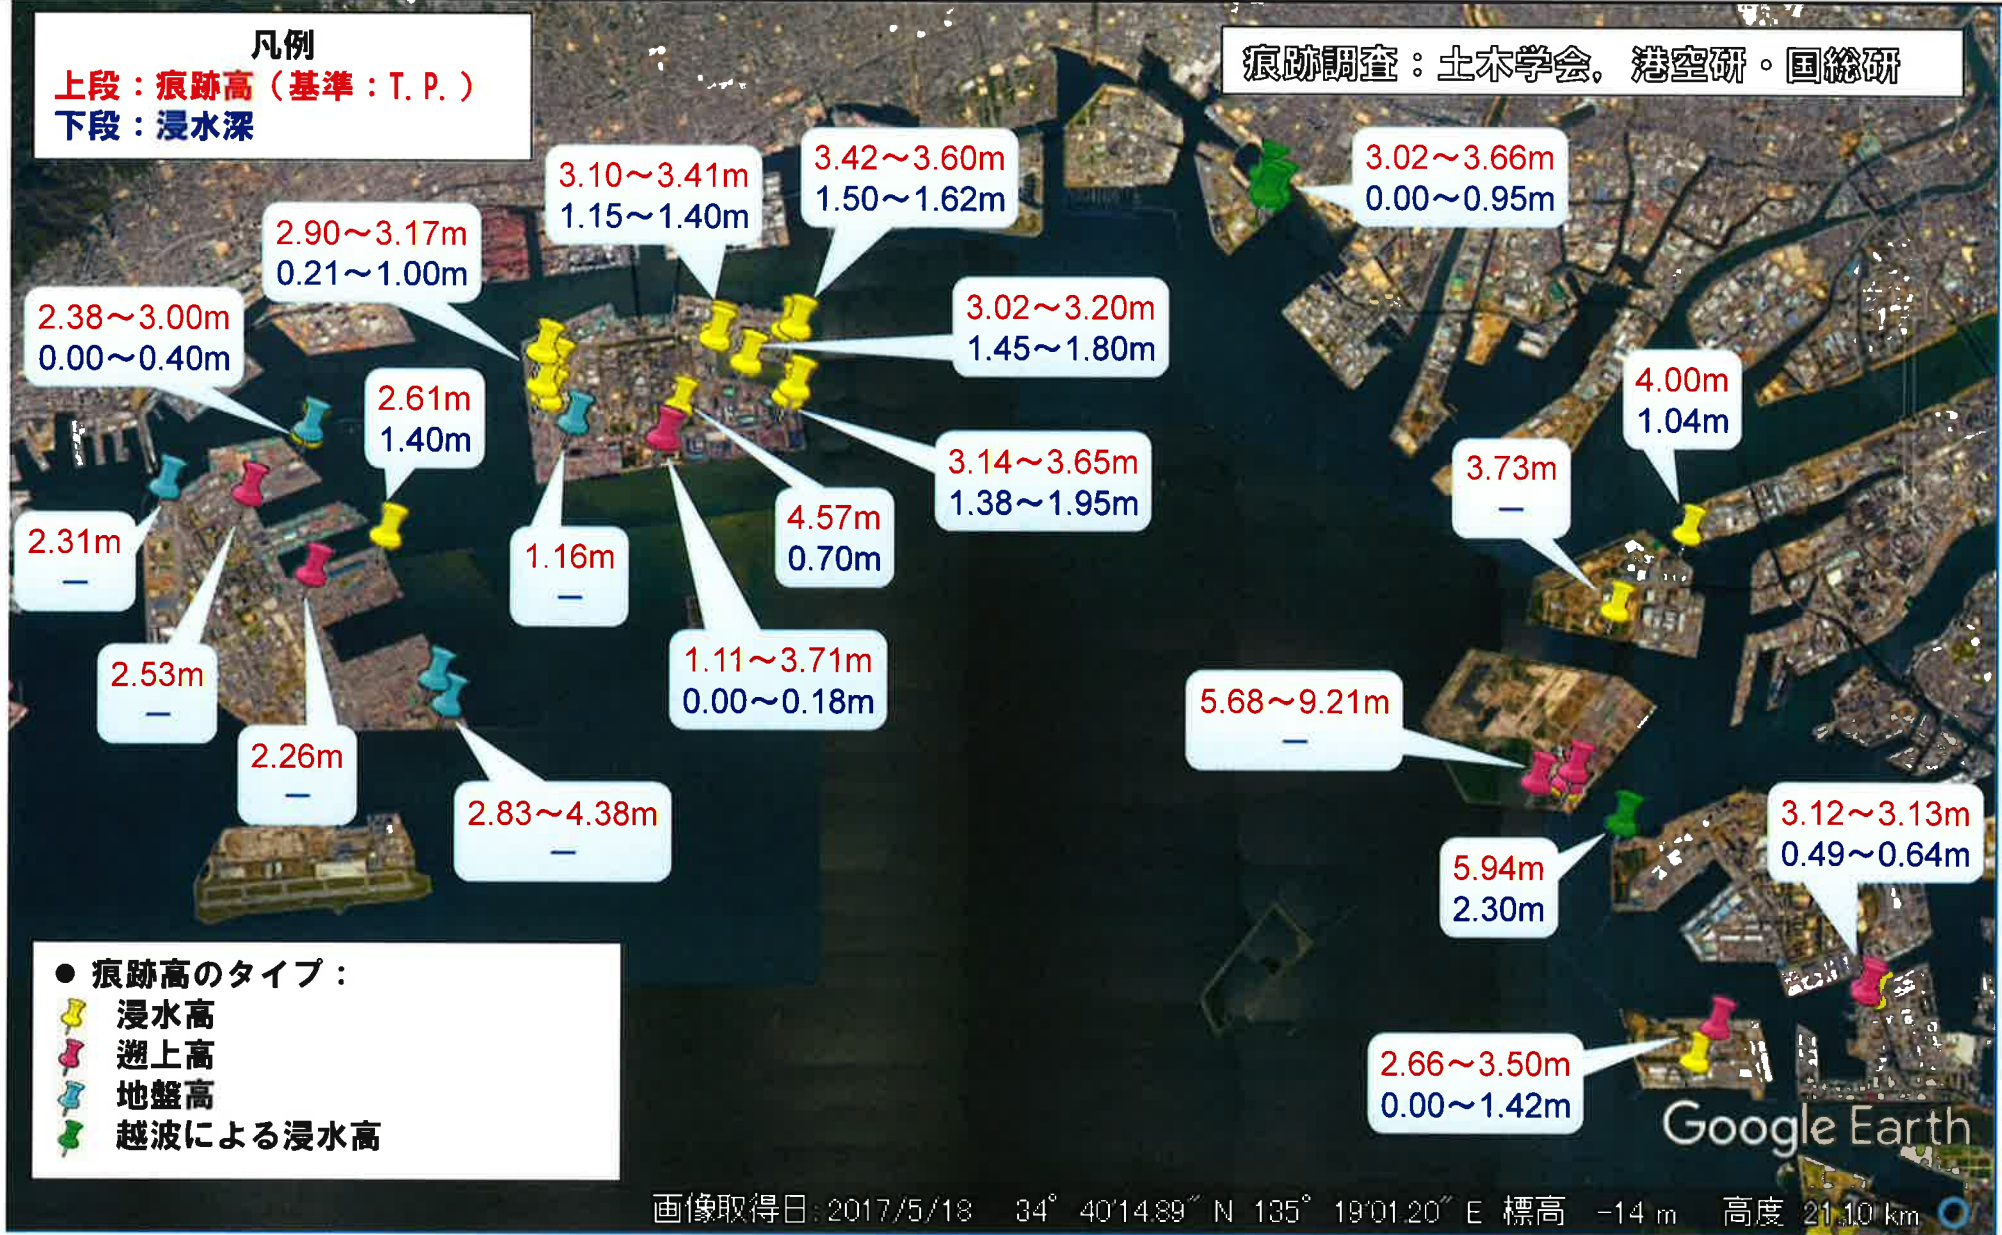 凡例
上段：痕跡高（基準：T.P.）
下段：浸水深
痕跡調査：土木学会，港空研・国総研
3.10～3.41m
1.15～1.40m
3.42～3.60m
1.50～1.62m
3.02～3.66m
0.00～0.95m
2.90～3.17m
0.21～1.00m
2.38～3.00m
0.00～0.40m
3.02～3.20m
1.45～1.80m
2.61m
1.40m
4.00m
1.04m
3.14～3.65m
1.38～1.95m
3.73m
―
4.57m
0.70m
2.31m
―
1.16m
―
2.53m
―
1.11～3.71m
0.00～0.18m
5.68～9.21m
―
2.26m
―
2.83～4.38m
―
3.12～3.13m
0.49～0.64m
5.94m
2.30m
2.66～3.50m
0.00～1.42m
● 痕跡高のタイプ：
浸水高
遡上高
地盤高
越波による浸水高
Google Earth
画像取得日:2017/5/18 34° 40'14.89" N 135° 19'01.20" E 標高 -14 m 高度 21.10 km